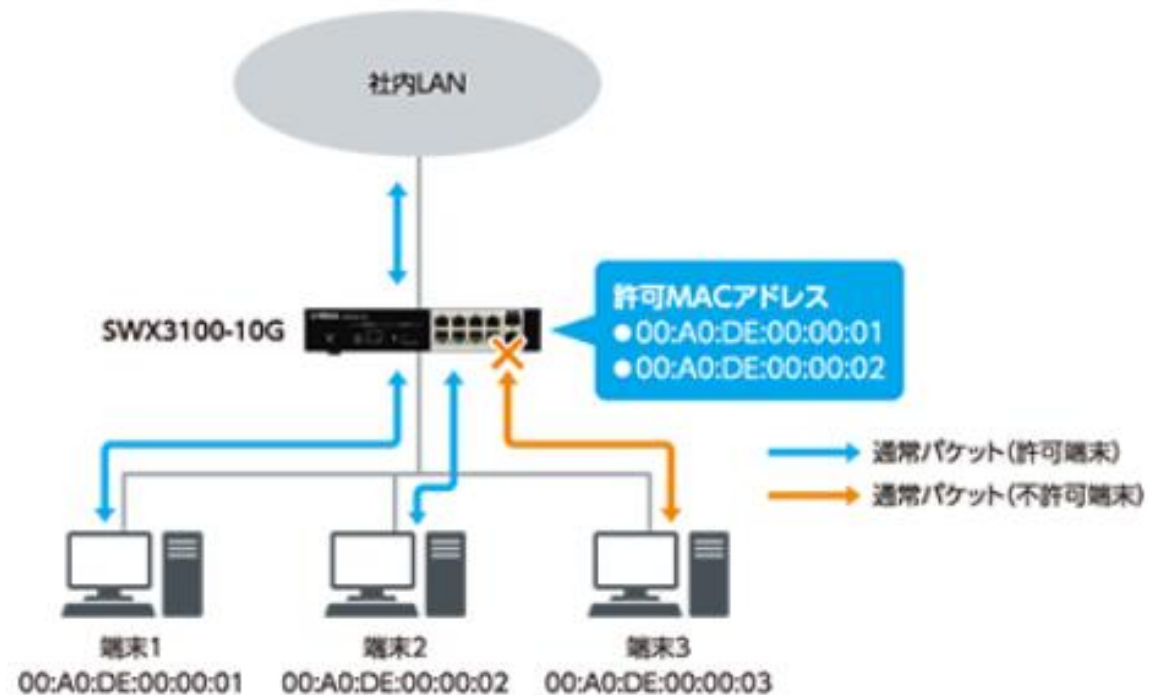 社内LAN
SWX3100-10G
許可MACアドレス
●00:A0:DE:00:00:01
●00:A0:DE:00:00:02
通常パケット(許可端末)
通常パケット(不許可端末)
端末1
00:A0:DE:00:00:01
端末2
00:A0:DE:00:00:02
端末3
00:A0:DE:00:00:03